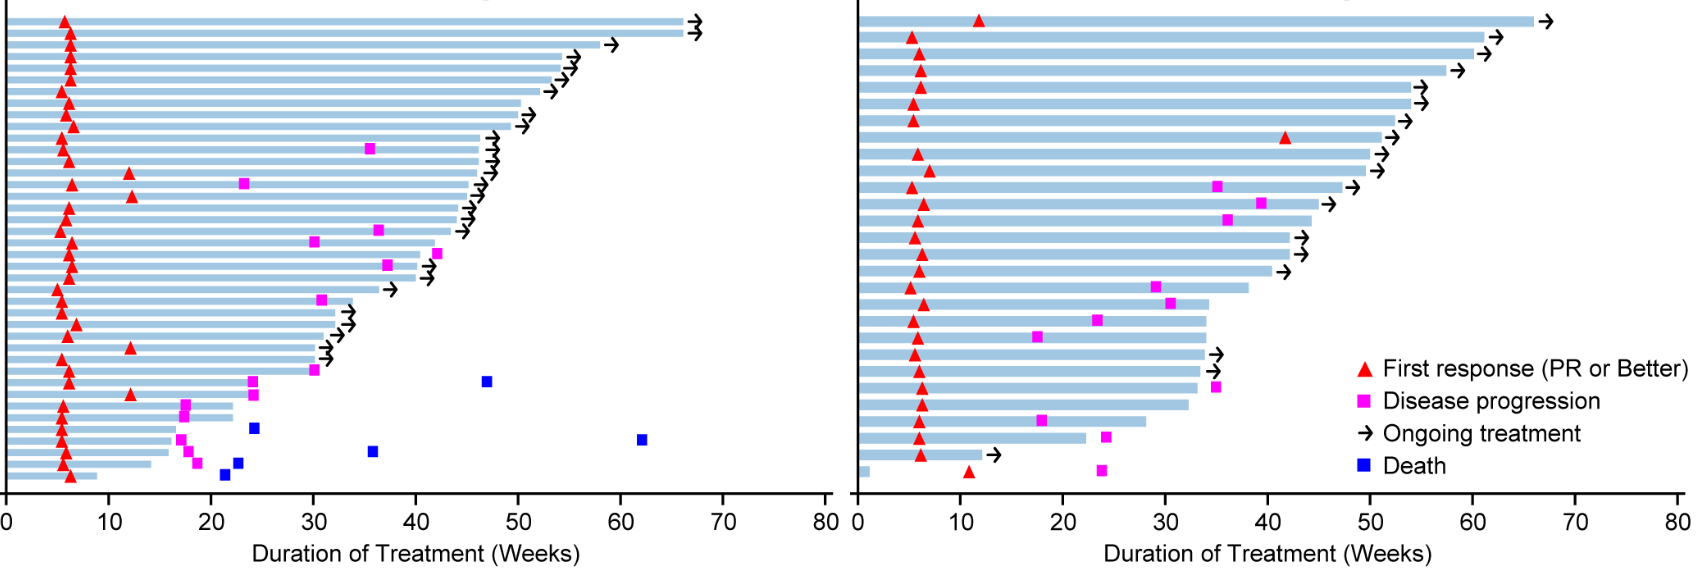 First response (PR or Better)
Disease progression
Ongoing treatment
Death
0 10 20 30 40 50 60 70 80
Duration of Treatment (Weeks)
0 10 20 30 40 50 60 70 80
Duration of Treatment (Weeks)